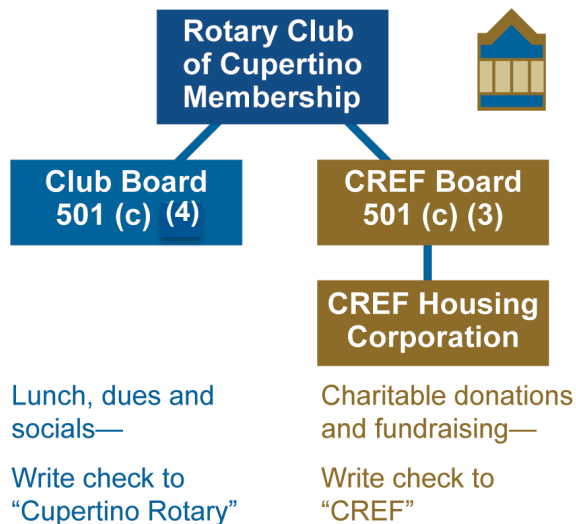 Rotary Club
of Cupertino
Membership
Club Board
501 (c) (4)
CREF Board
501 (c) (3)
CREF Housing
Corporation
Lunch, dues and
socials—
Write check to
“Cupertino Rotary”
Charitable donations
and fundraising—
Write check to
“CREF”